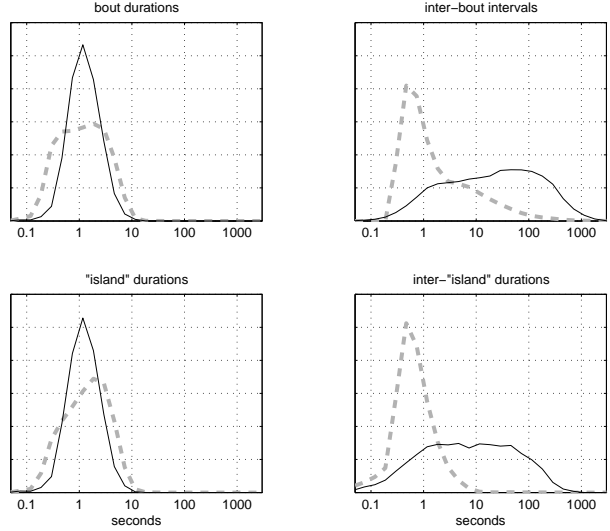 bout durations
inter-bout intervals
0.1 1 10 100 1000
0.1 1 10 100 1000
"island" durations
inter-"island" durations
0.1 1 10 100 1000
0.1 1 10 100 1000
seconds
seconds